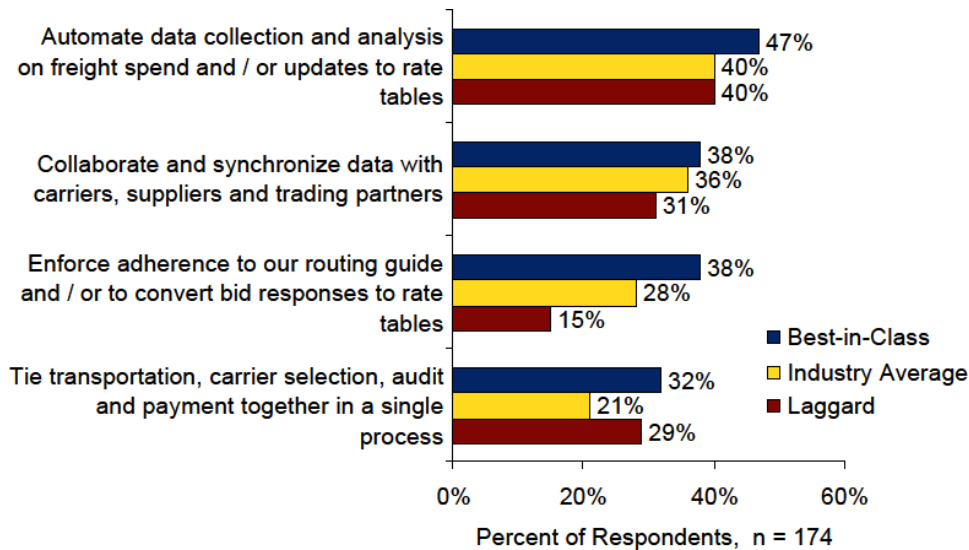 Automate data collection and analysis
on freight spend and / or updates to rate
tables
47%
40%
40%
Collaborate and synchronize data with
carriers, suppliers and trading partners
38%
36%
31%
Enforce adherence to our routing guide
and / or to convert bid responses to rate
tables
38%
28%
15%
Tie transportation, carrier selection, audit
and payment together in a single
process
32%
21%
29%
Best-in-Class
Industry Average
Laggard
0% 20% 40% 60%
Percent of Respondents, n = 174